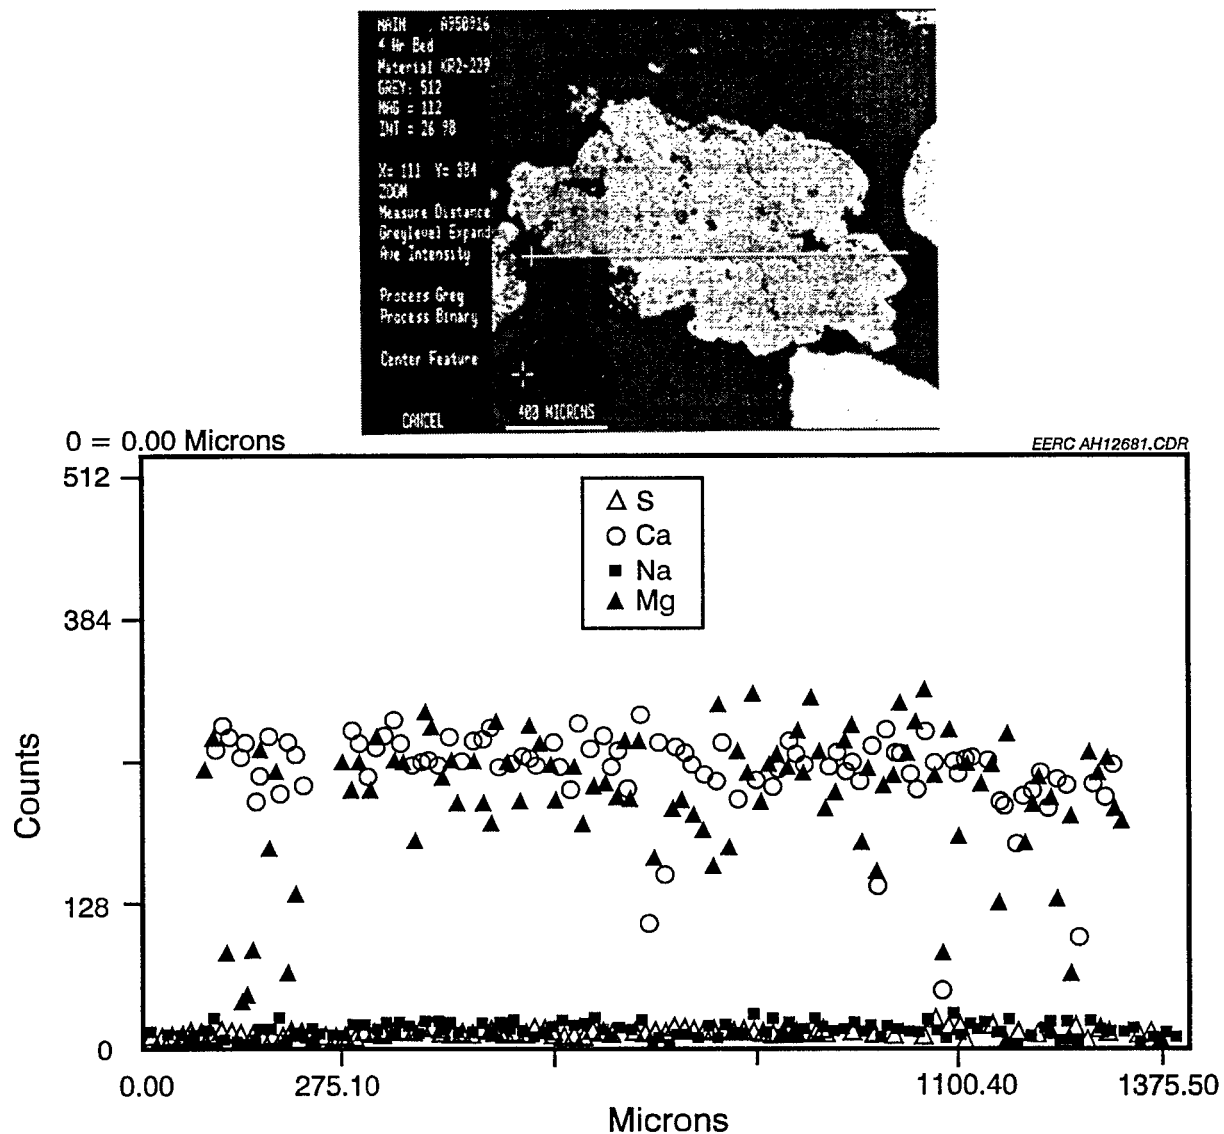 MAIN , A950916
4 Hr Bed
Material KR2-229
GREY: 512
MAG = 112
INT = 26 98
X= 111 Y= 334
ZOOM
Measure Distance
Greylevel Expand
Ave Intensity
Process Grey
Process Binary
Center Feature
CANCEL
400 MICRONS
0 = 0.00 Microns
EERC AH12681.CDR
512
S
Ca
Na
Mg
384
Counts
128
0
0.00
275.10
1100.40
1375.50
Microns